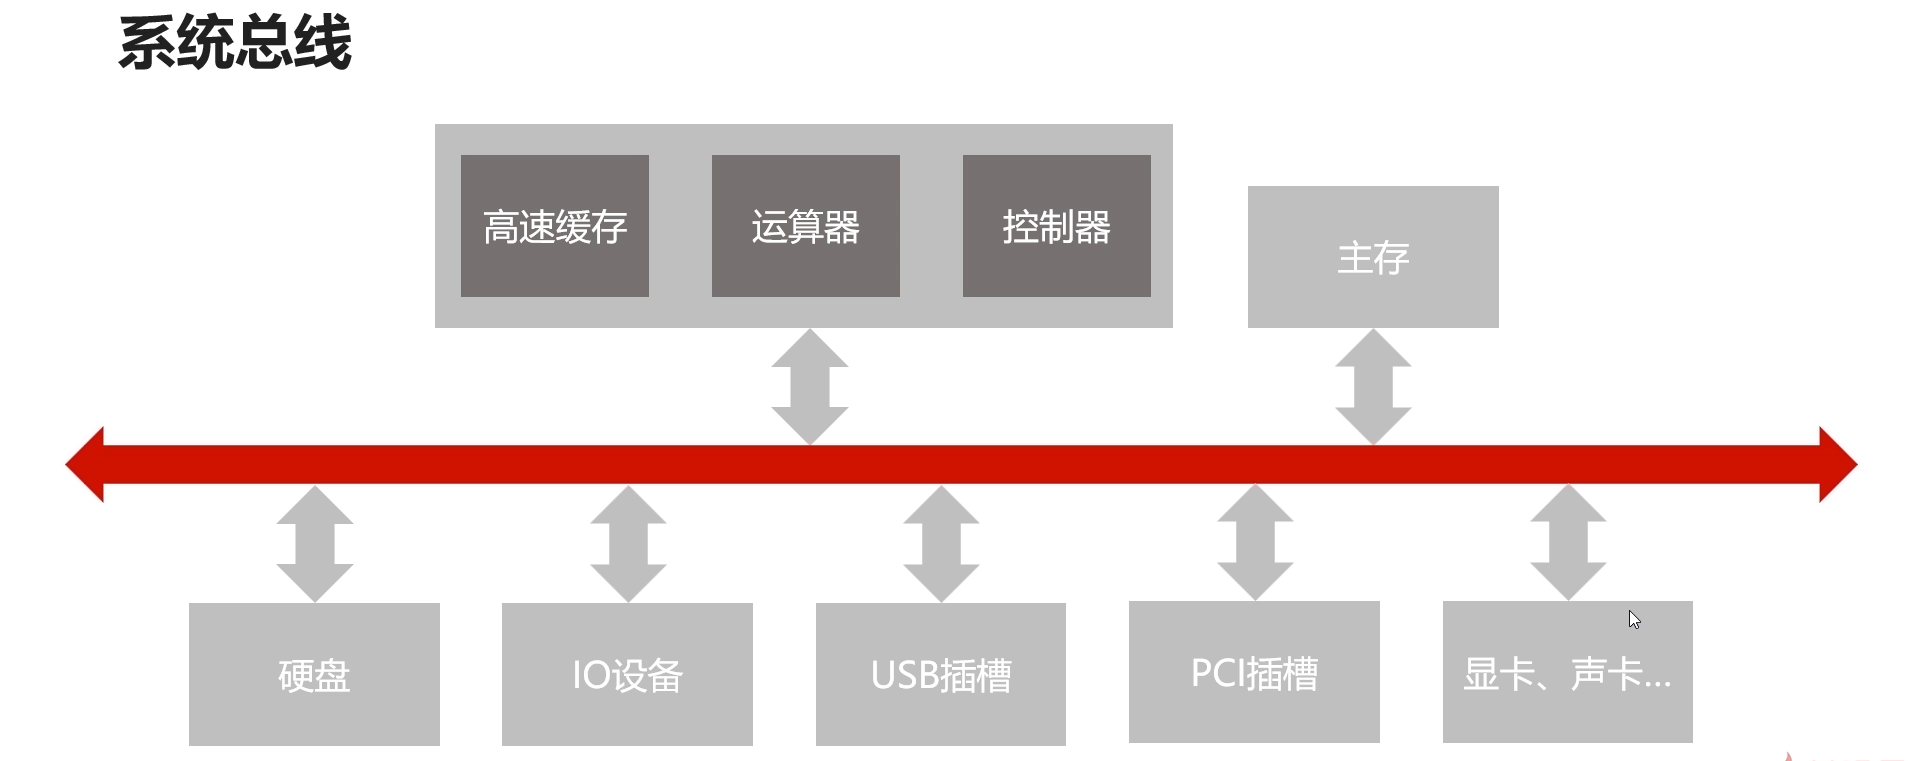 系统总线
高速缓存
运算器
控制器
主存
硬盘
IO设备
USB插槽
PCI插槽
显卡、声卡...